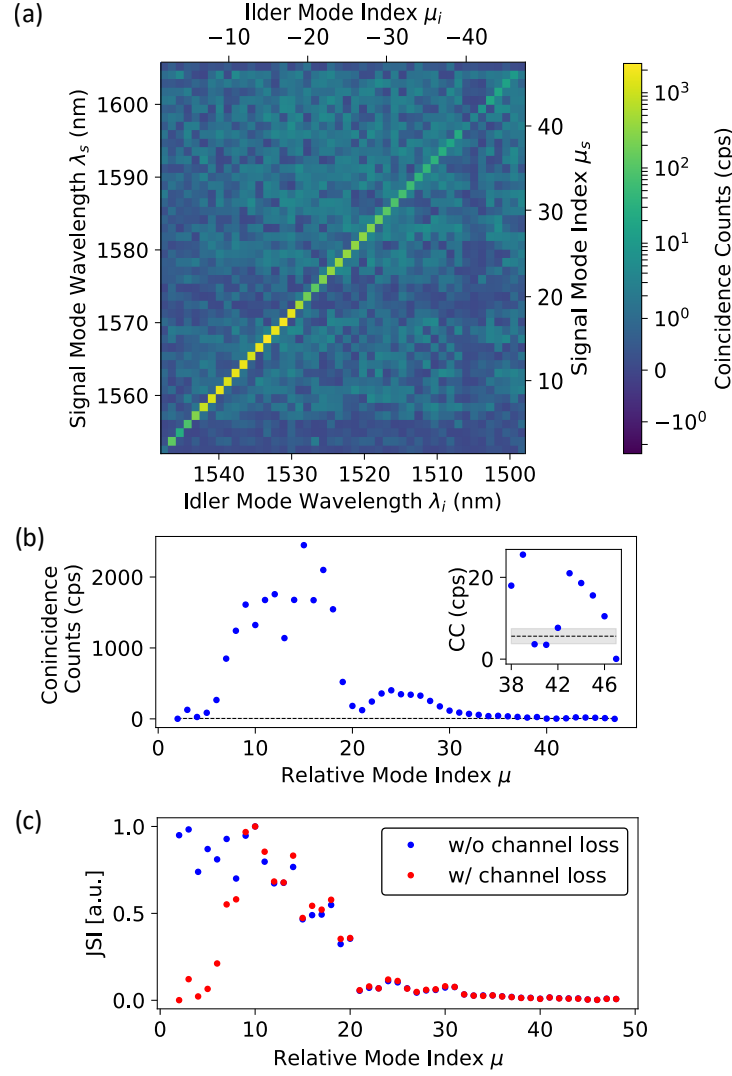 (a)
Ilder Mode Index μi
−10 −20 −30 −40
Signal Mode Wavelength λs (nm)
1600
1590
1580
1570
1560
40
30
20
10
Signal Mode Index μs
1540 1530 1520 1510 1500
Idler Mode Wavelength λi (nm)
10³
10²
10¹
10⁰
0
−10⁰
Coincidence Counts (cps)
(b)
Conincidence
Counts (cps)
2000
1000
0
0 10 20 30 40
Relative Mode Index μ
CC (cps)
20
0
38 42 46
(c)
JSI [a.u.]
1.0
0.5
0.0
w/o channel loss
w/ channel loss
0 10 20 30 40 50
Relative Mode Index μ